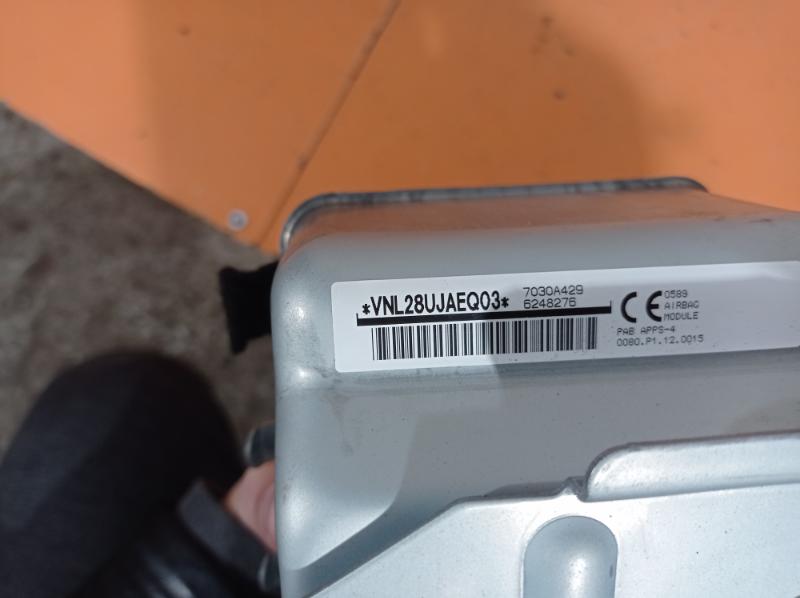 *VNL28UJAEQ03*
7030A429
6248276
CE
0589
AIRBAG
MODULE
PAB APPS-4
0080.P1.12.0015